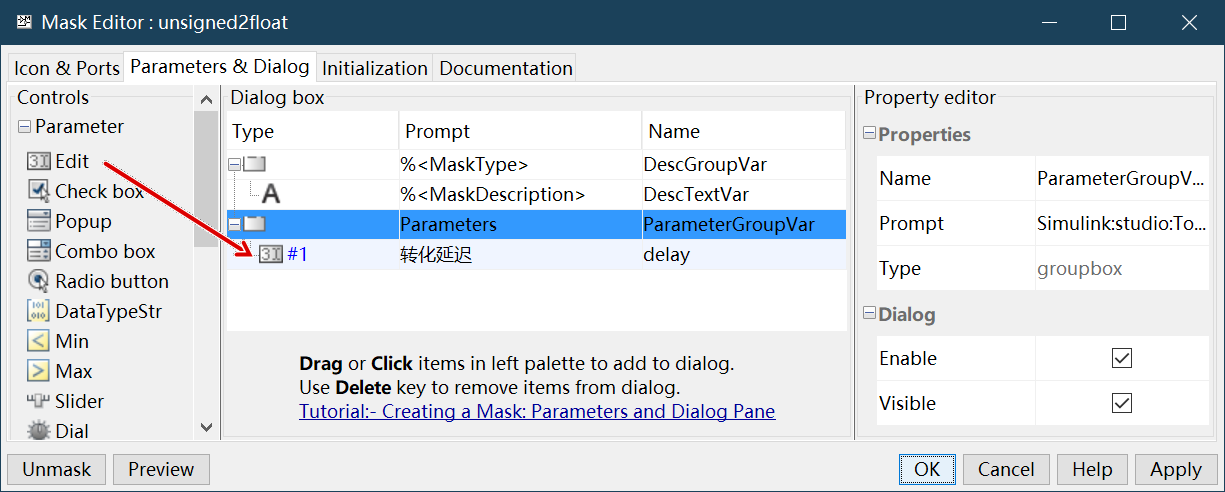 Mask Editor : unsigned2float
Icon & Ports
Parameters & Dialog
Initialization
Documentation
Controls
Parameter
Edit
Check box
Popup
Combo box
Radio button
DataTypeStr
Min
Max
Slider
Dial
Dialog box
Type Prompt Name
%<MaskType> DescGroupVar
A %<MaskDescription> DescTextVar
Parameters ParameterGroupVar
#1 转化延迟 delay
Drag or Click items in left palette to add to dialog.
Use Delete key to remove items from dialog.
Tutorial:- Creating a Mask: Parameters and Dialog Pane
Property editor
Properties
Name ParameterGroupV...
Prompt Simulink:studio:To...
Type groupbox
Dialog
Enable
Visible
Unmask
Preview
OK
Cancel
Help
Apply